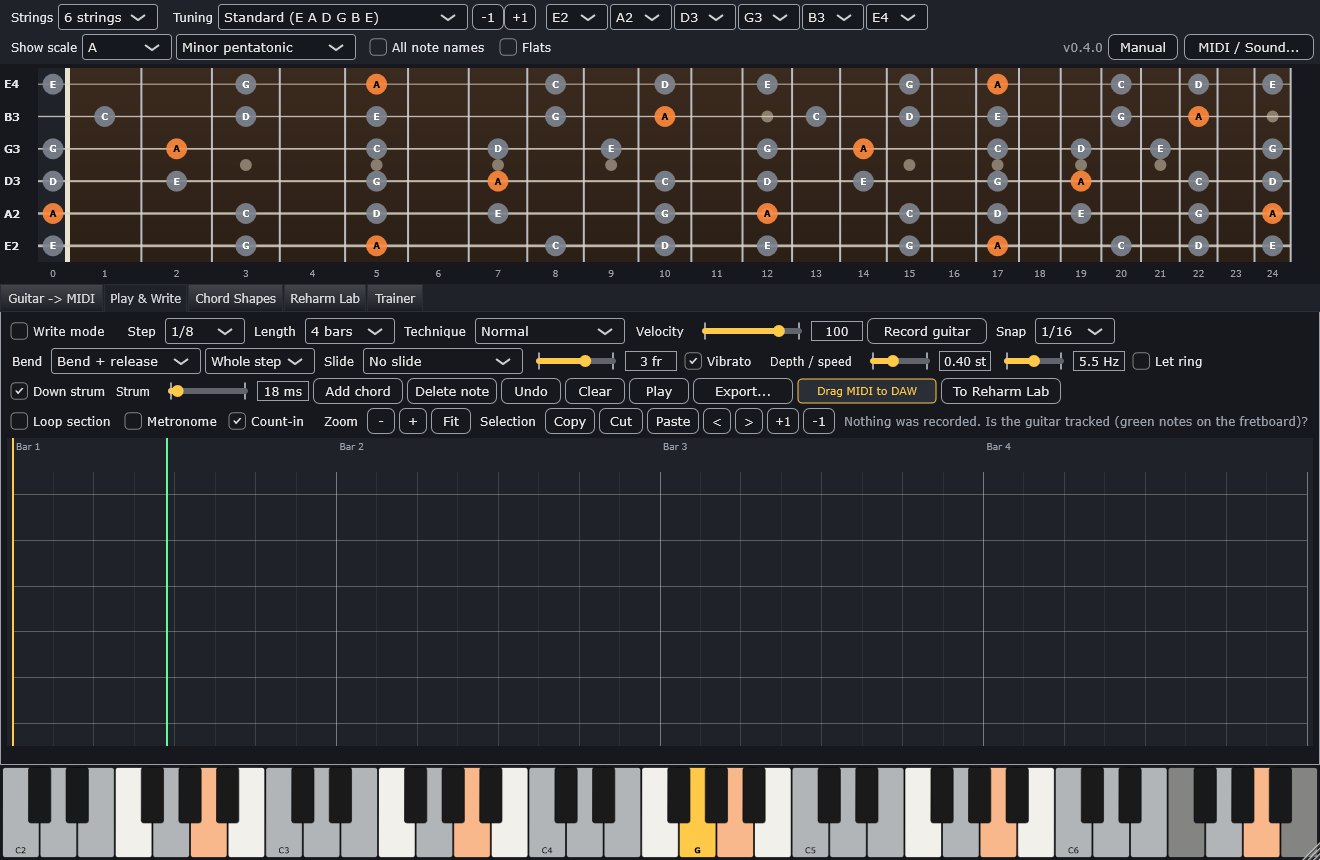 Strings 6 strings Tuning Standard (E A D G B E) -1 +1 E2 A2 D3 G3 B3 E4
Show scale A Minor pentatonic All note names Flats v0.4.0 Manual MIDI / Sound...
E4 E G A C D E G A C D E
B3 C D E G A C D E G A
G3 G A C D E G A C D E G
D3 D E G A C D E G A C D
A2 A C D E G A C D E G A
E2 E G A C D E G A C D E
0 1 2 3 4 5 6 7 8 9 10 11 12 13 14 15 16 17 18 19 20 21 22 23 24
Guitar -> MIDI Play & Write Chord Shapes Reharm Lab Trainer
Write mode Step 1/8 Length 4 bars Technique Normal Velocity 100 Record guitar Snap 1/16
Bend Bend + release Whole step Slide No slide 3 fr Vibrato Depth / speed 0.40 st 5.5 Hz Let ring
Down strum Strum 18 ms Add chord Delete note Undo Clear Play Export... Drag MIDI to DAW To Reharm Lab
Loop section Metronome Count-in Zoom - + Fit Selection Copy Cut Paste < > +1 -1 Nothing was recorded. Is the guitar tracked (green notes on the fretboard)?
Bar 1 Bar 2 Bar 3 Bar 4
C2 C3 C4 G C5 C6